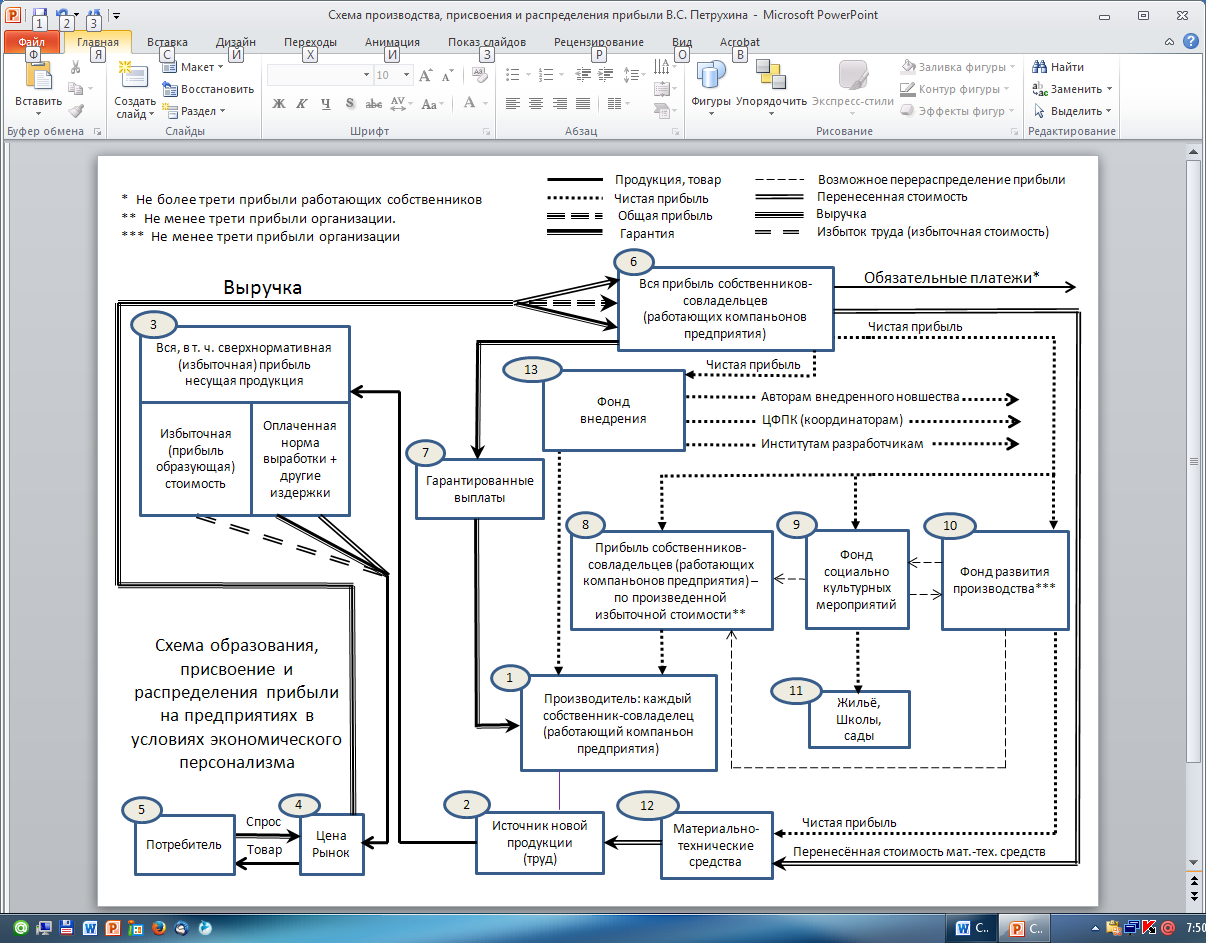 Схема производства, присвоения и распределения прибыли В.С. Петрухина - Microsoft PowerPoint
1 2 3
Файл Главная Вставка Дизайн Переходы Анимация Показ слайдов Рецензирование Вид Acrobat
Ф Я С Й Х И З Р О В
Вставить
Буфер обмена
Создать
слайд
Макет
Восстановить
Раздел
Слайды
10
Ж К Ч S abc AV Aa А
Шрифт
Абзац
Фигуры Упорядочить Экспресс-стили
Заливка фигуры
Контур фигуры
Эффекты фигур
Рисование
Найти
Заменить
Выделить
Редактирование
* Не более трети прибыли работающих собственников
** Не менее трети прибыли организации.
*** Не менее трети прибыли организации
Продукция, товар
Чистая прибыль
Общая прибыль
Гарантия
Возможное перераспределение прибыли
Перенесенная стоимость
Выручка
Избыток труда (избыточная стоимость)
Выручка
6
Вся прибыль собственников-
совладельцев
(работающих компаньонов
предприятия)
Обязательные платежи*
Чистая прибыль
3
Вся, в т. ч. сверхнормативная
(избыточная) прибыль
несущая продукция
Избыточная
(прибыль
образующая)
стоимость
Оплаченная
норма
выработки +
другие
издержки
13
Фонд
внедрения
Чистая прибыль
Авторам внедренного новшества
ЦФПК (координаторам)
Институтам разработчикам
7
Гарантированные
выплаты
8
Прибыль собственников-
совладельцев (работающих
компаньонов предприятия) –
по произведенной
избыточной стоимости**
9
Фонд
социально
культурных
мероприятий
10
Фонд развития
производства***
Схема образования,
присвоение и
распределения прибыли
на предприятиях в
условиях экономического
персонализма
1
Производитель: каждый
собственник-совладелец
(работающий компаньон
предприятия)
11
Жильё,
Школы,
сады
5
Потребитель
Спрос
Товар
4
Цена
Рынок
2
Источник новой
продукции
(труд)
12
Материально-
технические
средства
Чистая прибыль
Перенесённая стоимость мат.-тех. средств
С.. С..
7:50